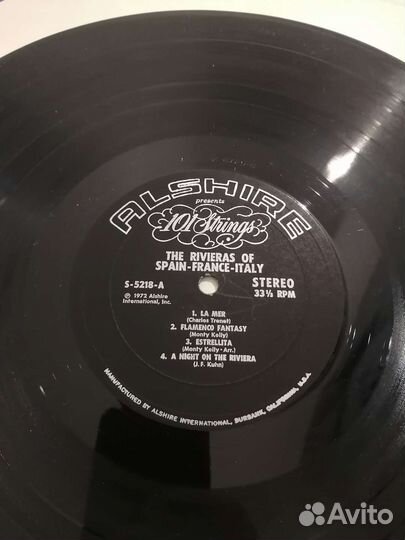 ALSHIRE
presents
101 Strings
THE RIVIERAS OF
SPAIN-FRANCE-ITALY
S-5218-A
STEREO
℗ 1972 Alshire
International, Inc.
33⅓ RPM
1. LA MER
(Charles Trenet)
2. FLAMENCO FANTASY
(Monty Kelly)
3. ESTRELLITA
(Monty Kelly-Arr.)
4. A NIGHT ON THE RIVIERA
(J. F. Kuhn)
MANUFACTURED BY ALSHIRE INTERNATIONAL, BURBANK, CALIFORNIA, U.S.A.
Avito